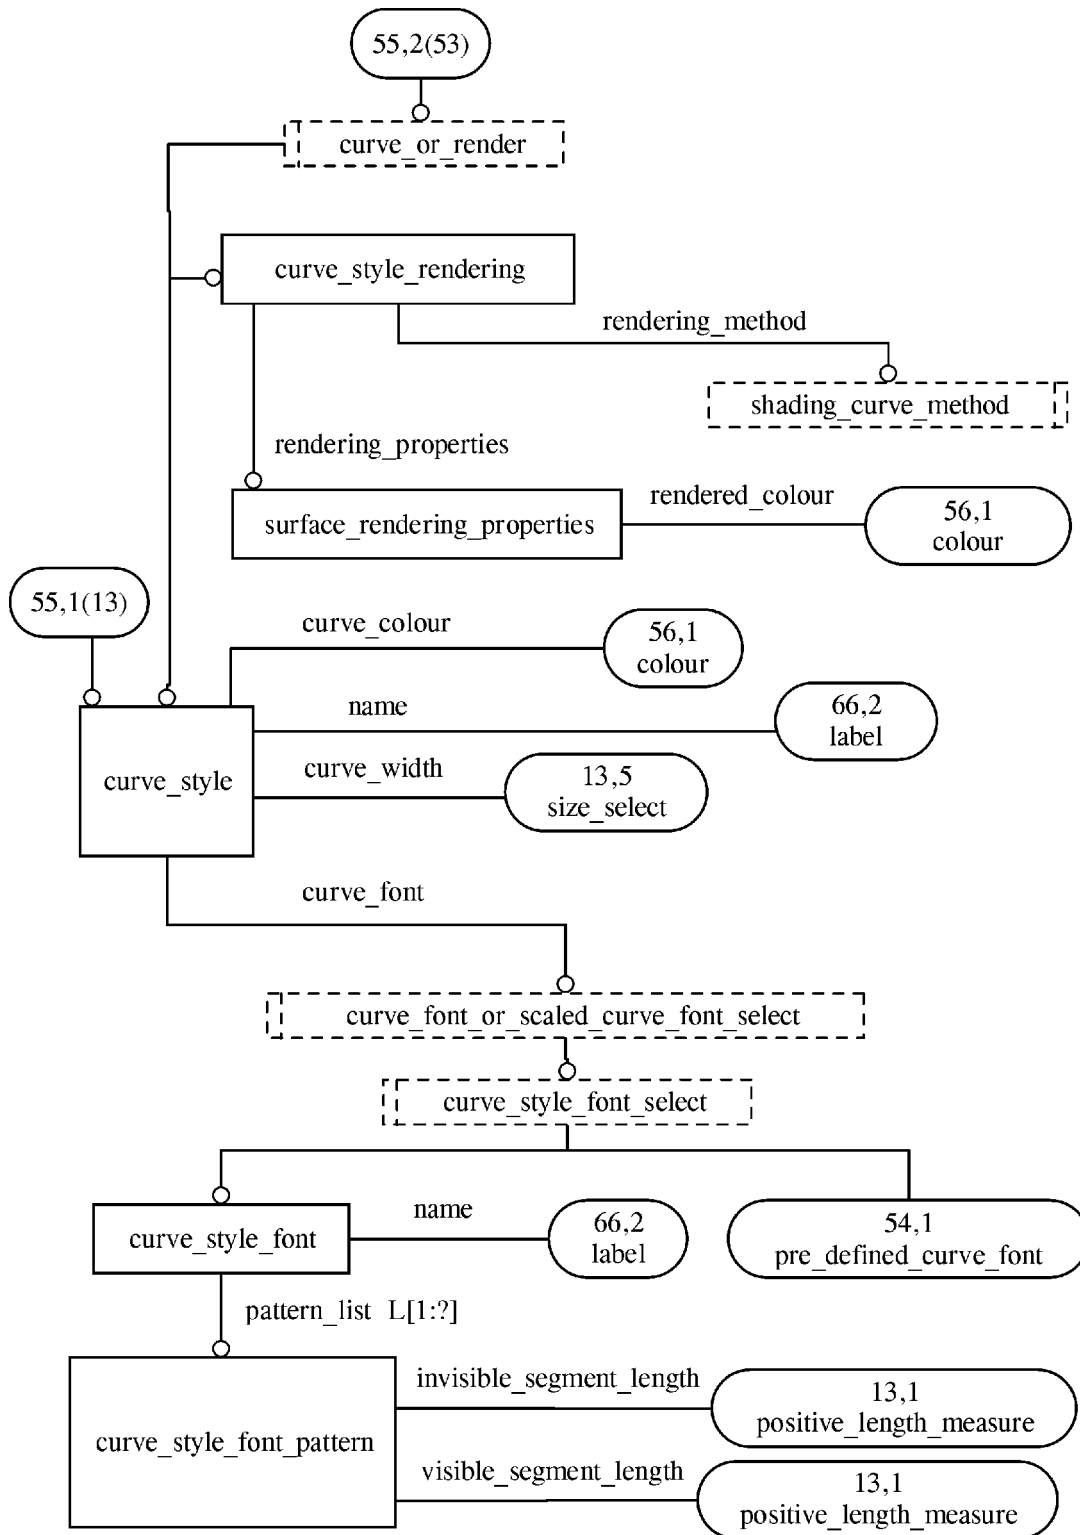 55,2(53)
curve_or_render
curve_style_rendering
rendering_method
shading_curve_method
rendering_properties
rendered_colour
surface_rendering_properties
56,1
colour
55,1(13)
curve_colour
56,1
colour
name
66,2
label
curve_style
curve_width
13,5
size_select
curve_font
curve_font_or_scaled_curve_font_select
curve_style_font_select
curve_style_font
name
66,2
label
54,1
pre_defined_curve_font
pattern_list L[1:?]
curve_style_font_pattern
invisible_segment_length
13,1
positive_length_measure
visible_segment_length
13,1
positive_length_measure